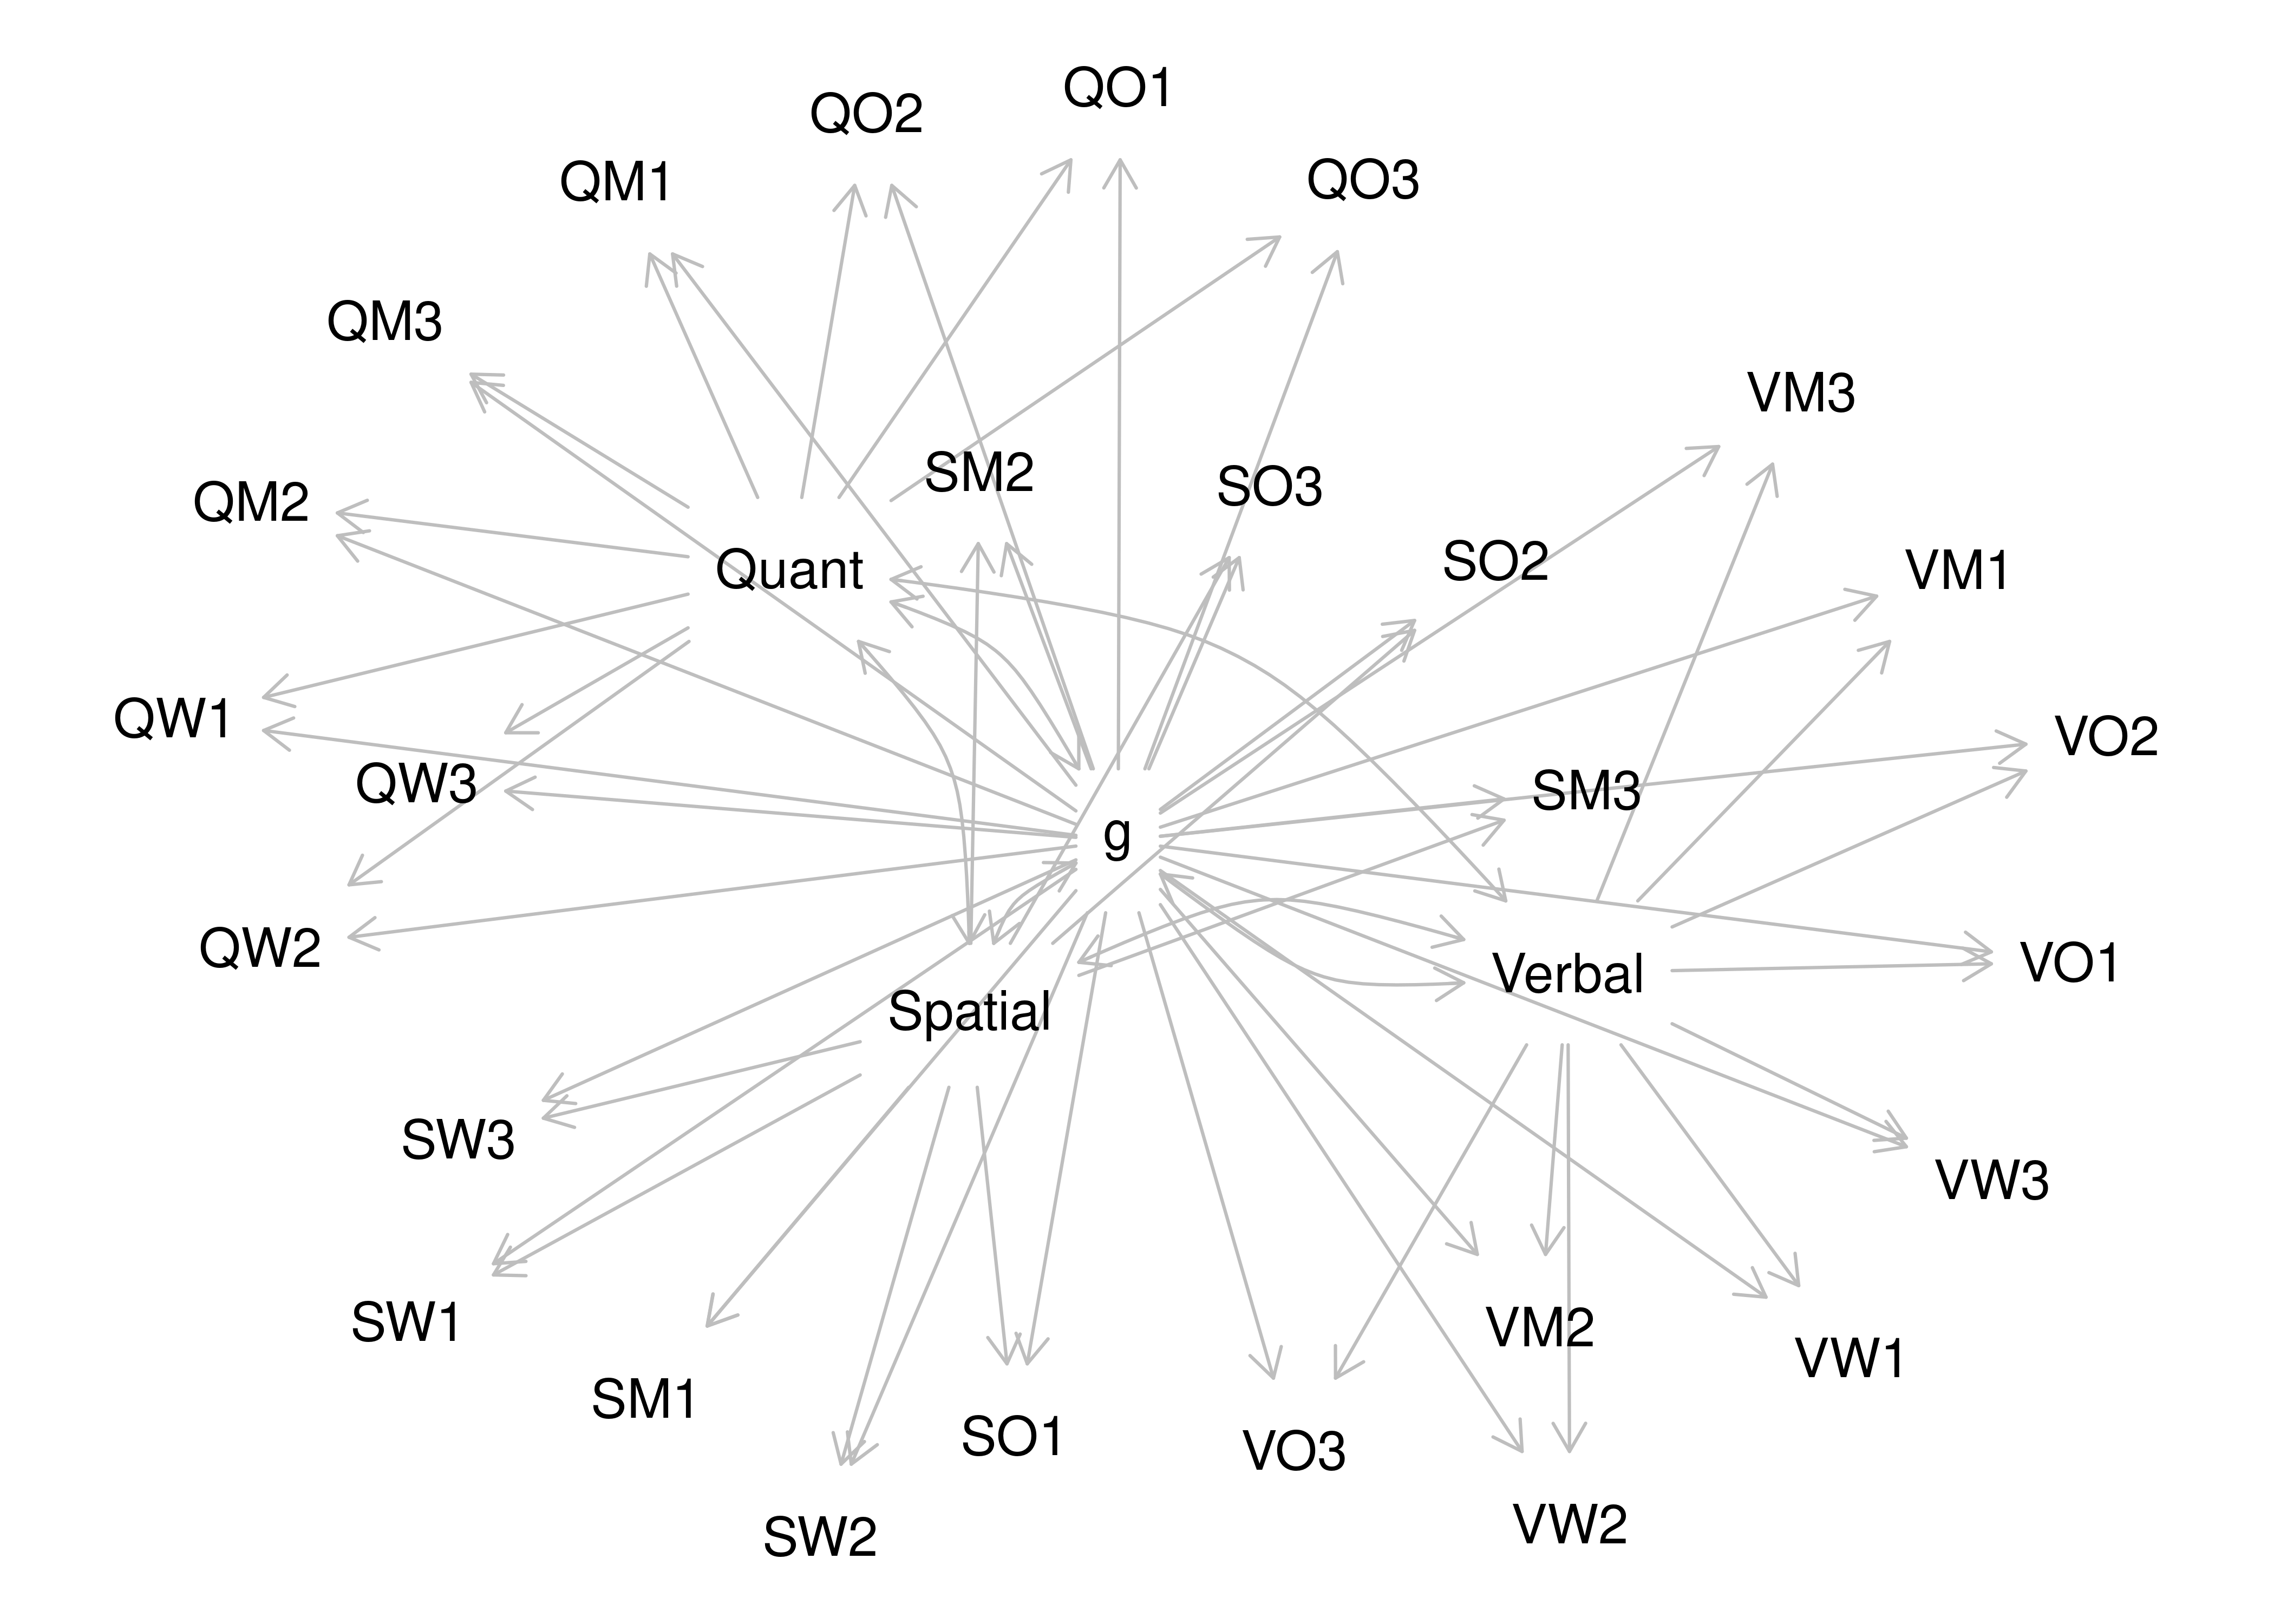 QO1
QO2
QO3
QM1
QM3
VM3
SM2
SO3
QM2
SO2
Quant
VM1
QW1
VO2
QW3
SM3
g
QW2
VO1
Verbal
Spatial
SW3
VW3
SW1
VM2
VW1
SM1
SO1
VO3
VW2
SW2